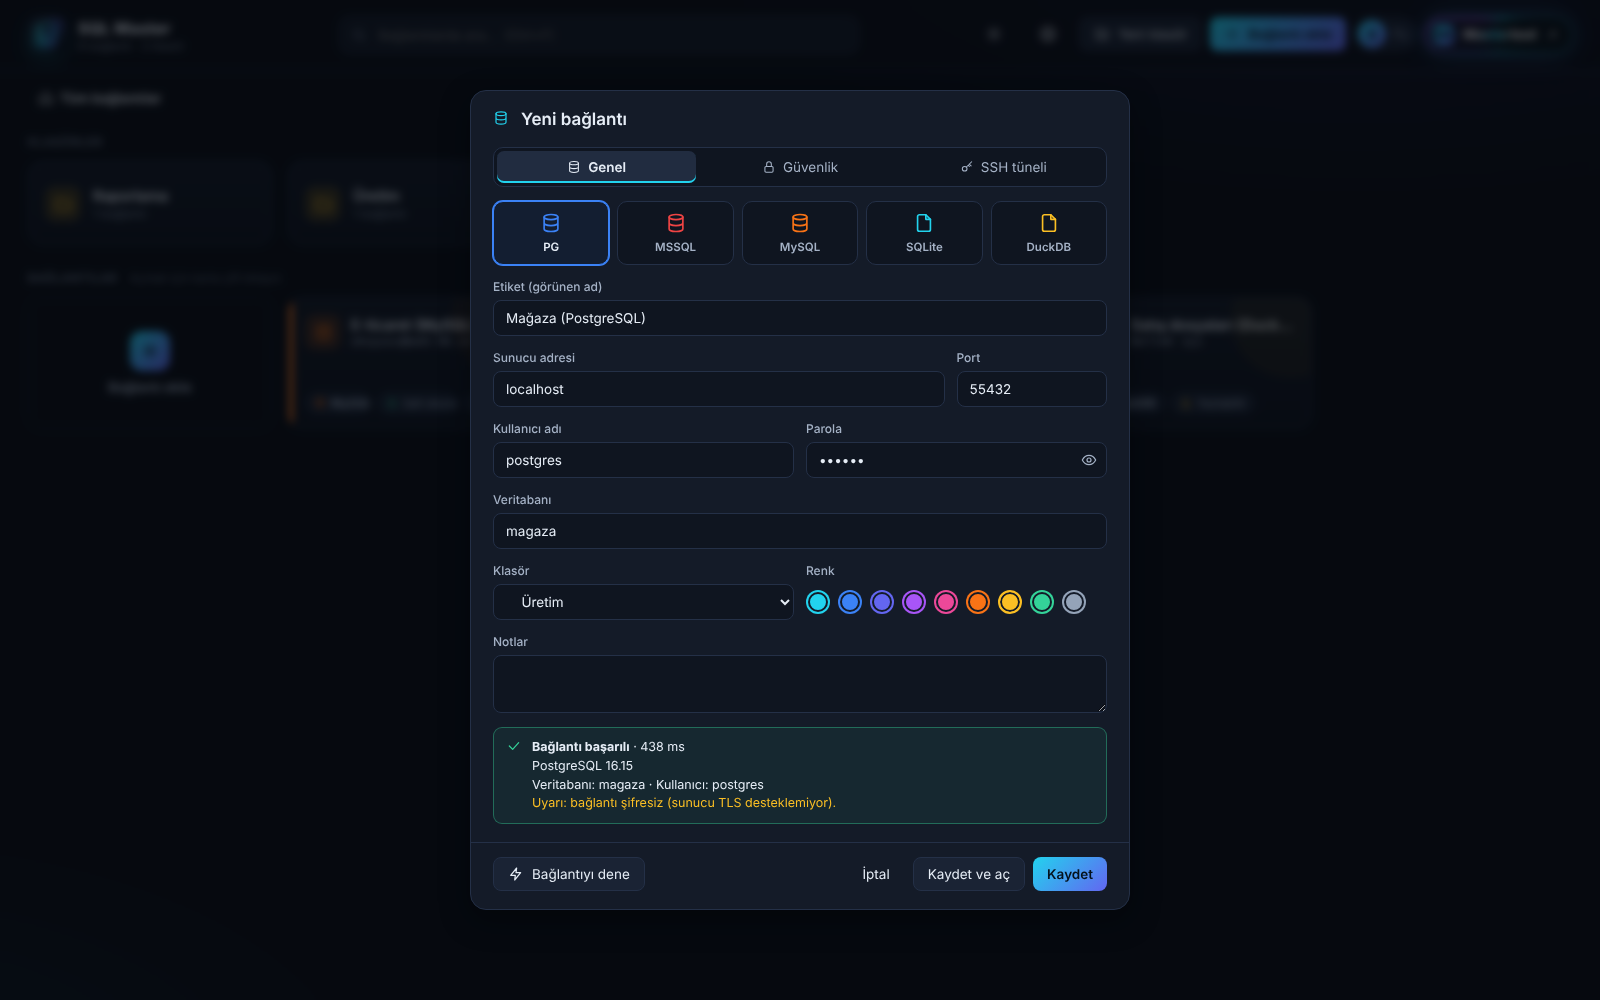 SQL Master
Yeni bağlantı
Genel
Güvenlik
SSH tüneli
PG
MSSQL
MySQL
SQLite
DuckDB
Etiket (görünen ad)
Mağaza (PostgreSQL)
Sunucu adresi
Port
localhost
55432
Kullanıcı adı
Parola
postgres
••••••
Veritabanı
magaza
Klasör
Renk
Üretim
Notlar
Bağlantı başarılı · 438 ms
PostgreSQL 16.15
Veritabanı: magaza · Kullanıcı: postgres
Uyarı: bağlantı şifresiz (sunucu TLS desteklemiyor).
Bağlantıyı dene
İptal
Kaydet ve aç
Kaydet